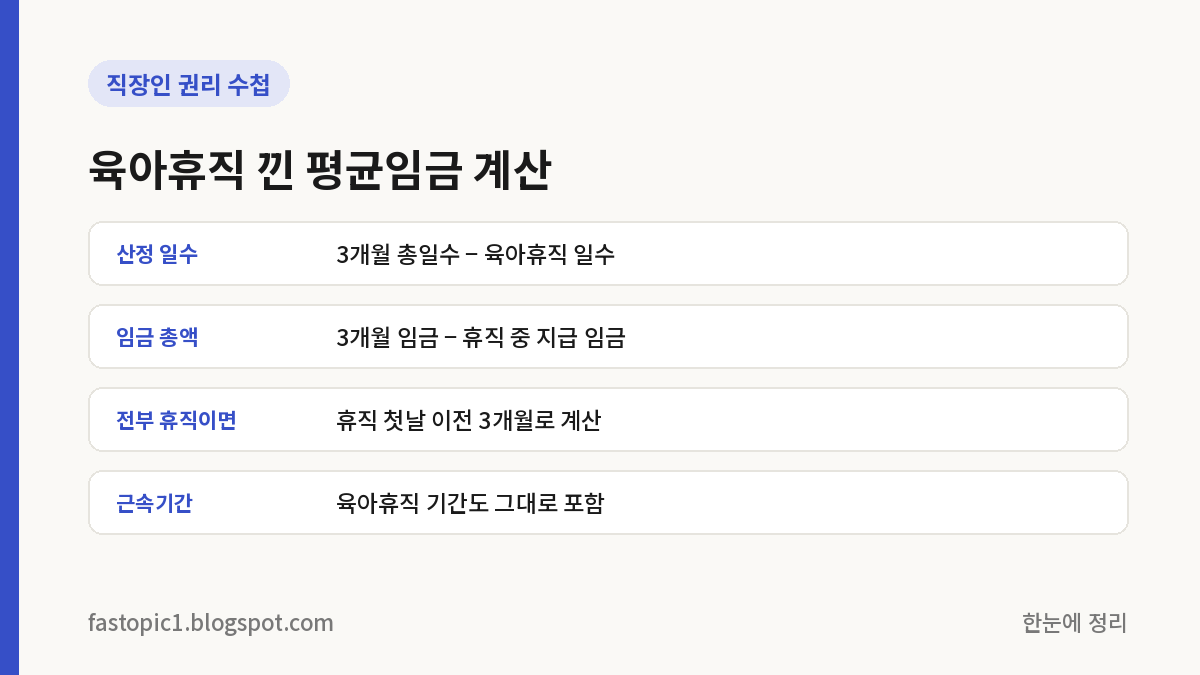 직장인 권리 수첩
육아휴직 낀 평균임금 계산
산정 일수 3개월 총일수 − 육아휴직 일수
임금 총액 3개월 임금 − 휴직 중 지급 임금
전부 휴직이면 휴직 첫날 이전 3개월로 계산
근속기간 육아휴직 기간도 그대로 포함
fastopic1.blogspot.com 한눈에 정리